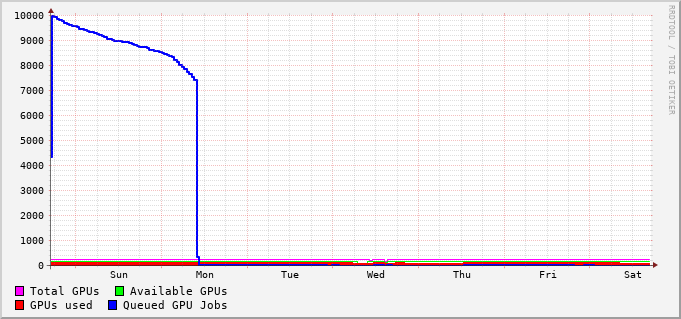 10000
9000
8000
7000
6000
5000
4000
3000
2000
1000
0
Sun Mon Tue Wed Thu Fri Sat
Total GPUs Available GPUs
GPUs used Queued GPU Jobs
RRDTOOL / TOBI OETIKER